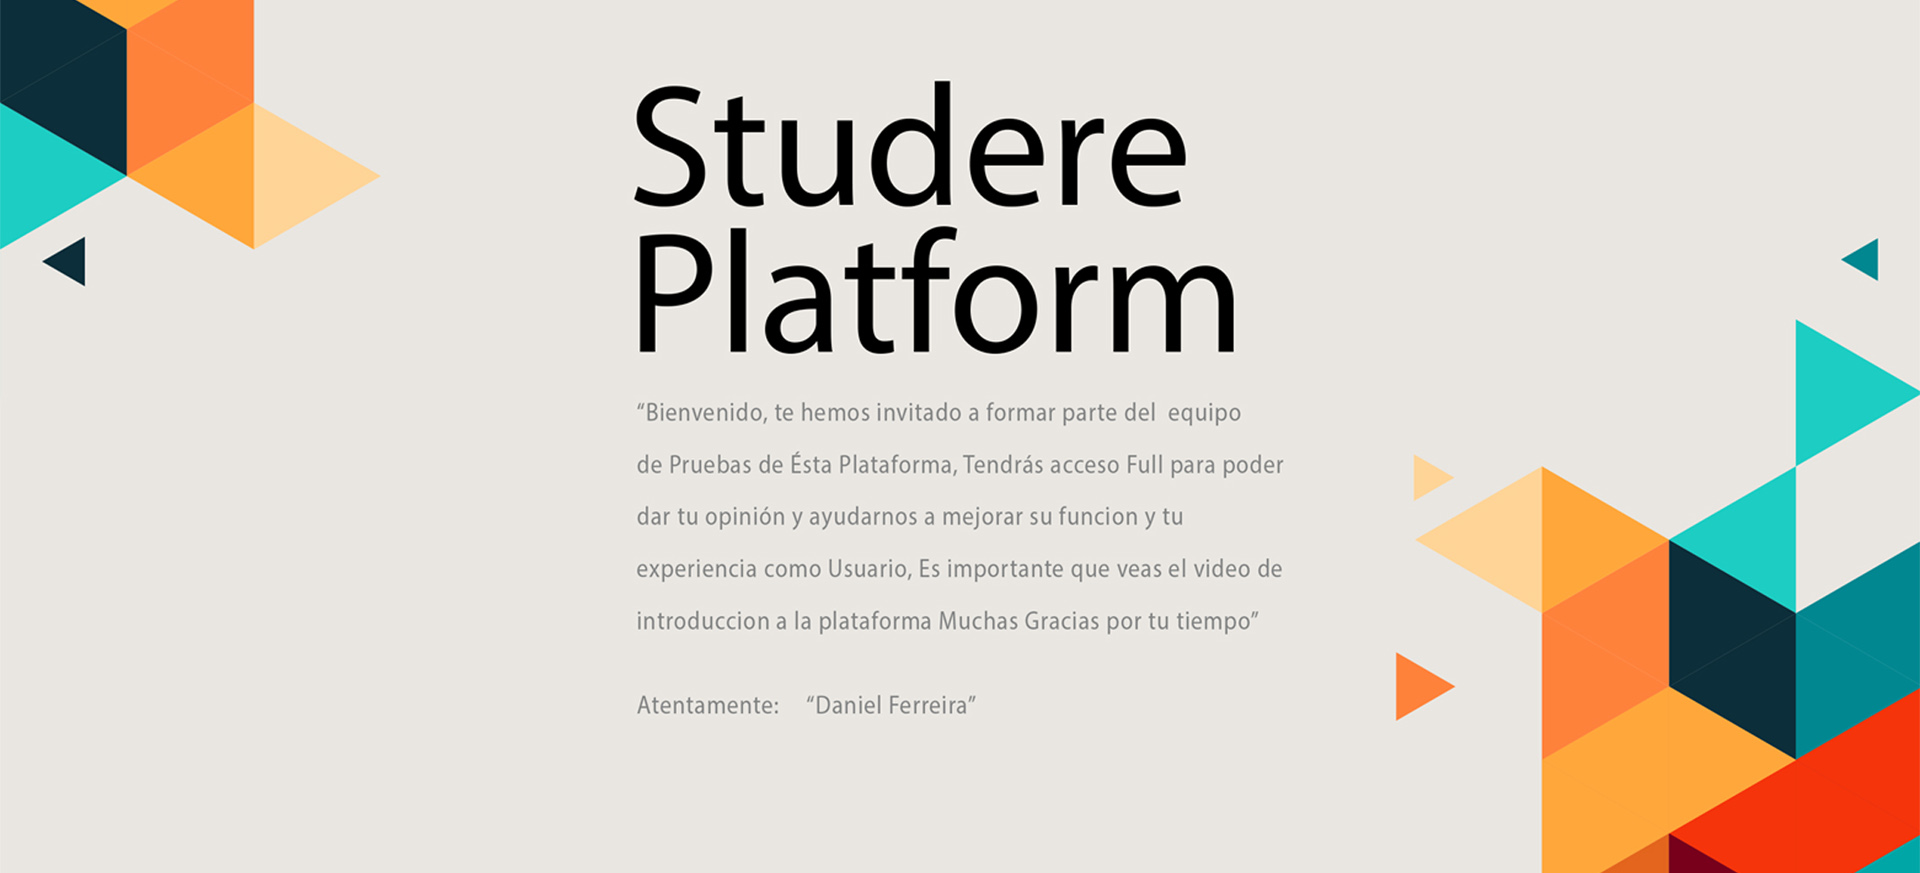 Studere
Platform
“Bienvenido, te hemos invitado a formar parte del  equipo
de Pruebas de Ésta Plataforma, Tendrás acceso Full para poder
dar tu opinión y ayudarnos a mejorar su funcion y tu
experiencia como Usuario, Es importante que veas el video de
introduccion a la plataforma Muchas Gracias por tu tiempo”
Atentamente:    “Daniel Ferreira”